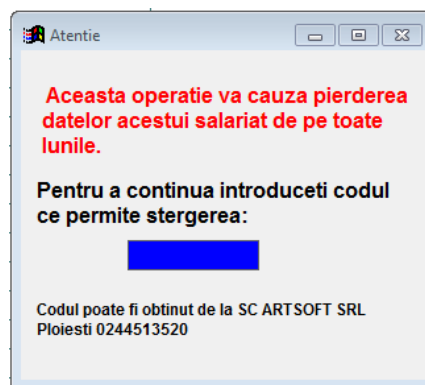 Atentie
Aceasta operatie va cauza pierderea
datelor acestui salariat de pe toate
lunile.
Pentru a continua introduceti codul
ce permite stergerea:
Codul poate fi obtinut de la SC ARTSOFT SRL
Ploiesti 0244513520